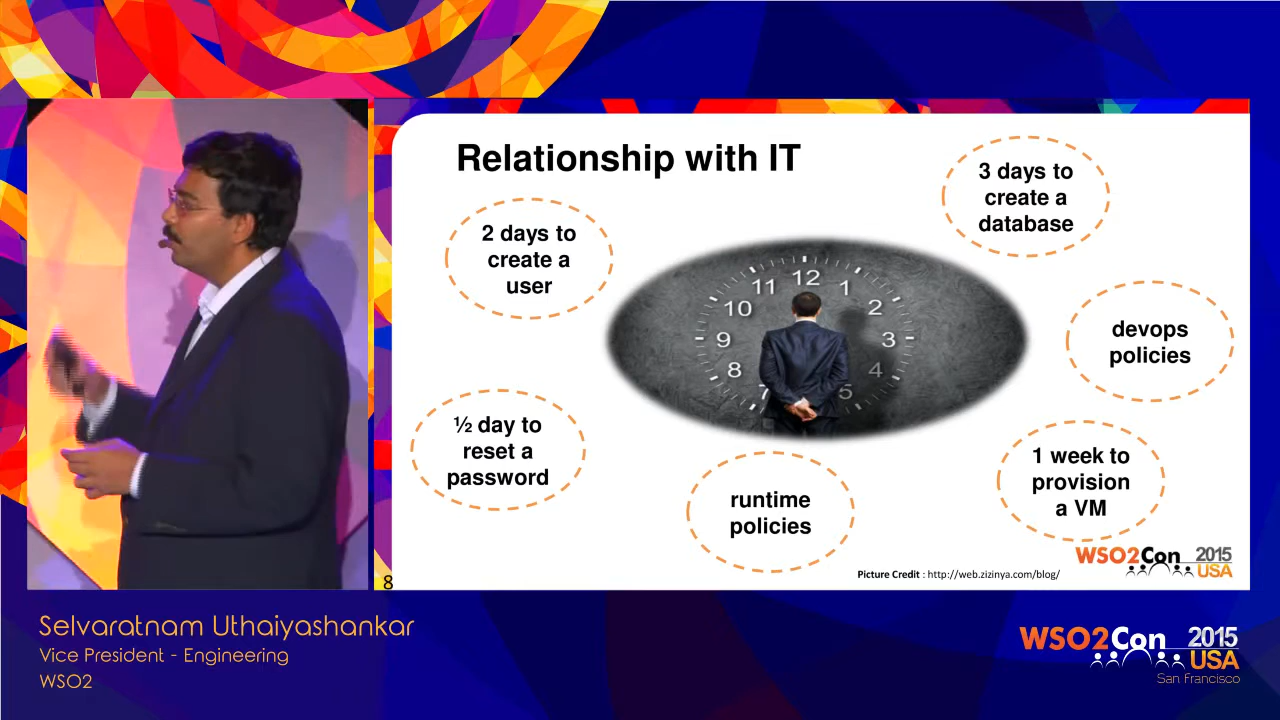 Relationship with IT
3 days to
create a
database
2 days to
create a
user
devops
policies
½ day to
reset a
password
1 week to
provision
a VM
runtime
policies
12
11
1
10
2
9
3
8
4
7
5
WSO2Con 2015
USA
Picture Credit : http://web.zizinya.com/blog/
8
Selvaratnam Uthaiyashankar
Vice President - Engineering
WSO2
WSO2Con 2015
USA
San Francisco